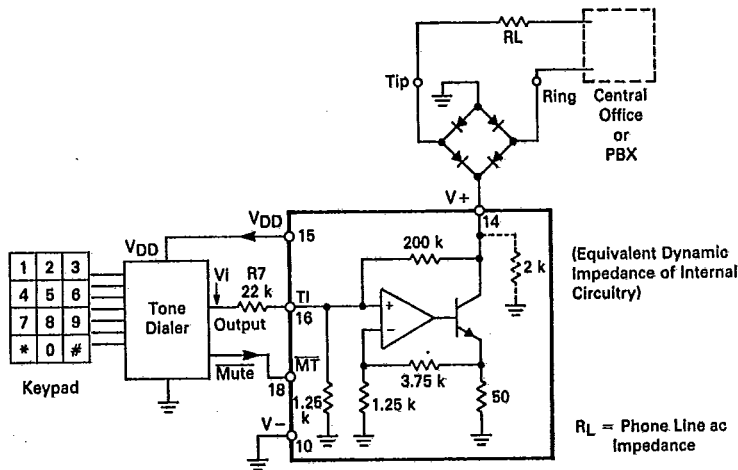 RL
Tip
Ring
Central
Office
or
PBX
V+
14
VDD
15
200 k
2 k
(Equivalent Dynamic
Impedance of Internal
Circuitry)
VDD
1 2 3
4 5 6
7 8 9
* 0 #
Keypad
Tone
Dialer
Vi
R7
22 k
Output
TI
16
+
−
Mute
MT
18
3.75 k
1.25
k
1.25 k
50
V−
10
RL = Phone Line ac
Impedance